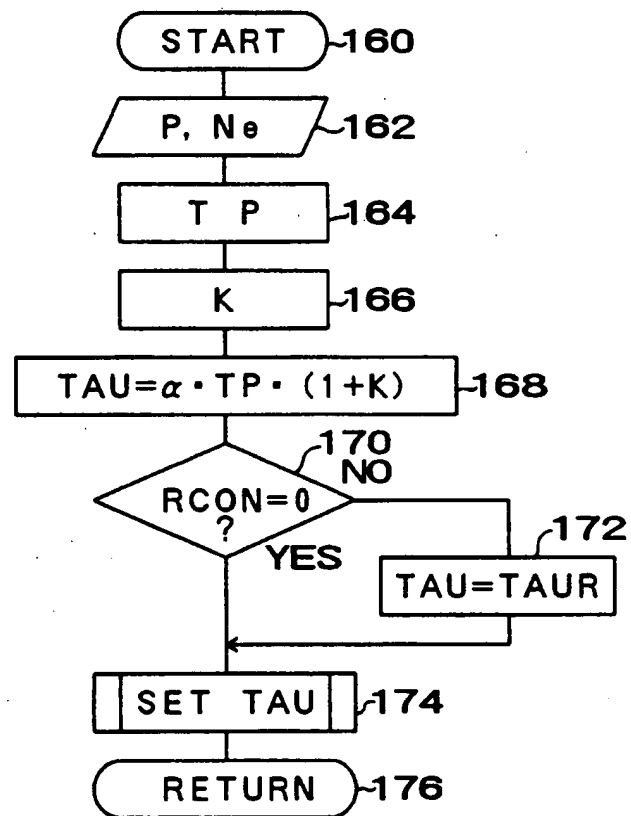 START 160
P, Ne 162
T P 164
K 166
TAU=α・TP・(1+K) 168
170
NO
RCON=0
?
YES
172
TAU=TAUR
SET TAU 174
RETURN 176